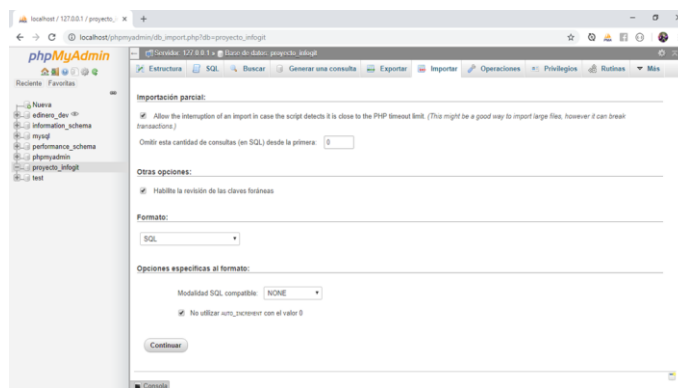 localhost / 127.0.0.1 / proyecto_
localhost/phpmyadmin/db_import.php?db=proyecto_infogit
phpMyAdmin
Reciente Favoritas
Nueva
edinero_dev
information_schema
mysql
performance_schema
phpmyadmin
proyecto_infogit
test
Servidor: 127.0.0.1 » Base de datos: proyecto_infogit
Estructura SQL Buscar Generar una consulta Exportar Importar Operaciones Privilegios Rutinas Más
Importación parcial:
Allow the interruption of an import in case the script detects it is close to the PHP timeout limit. (This might be a good way to import large files, however it can break
transactions.)
Omitir esta cantidad de consultas (en SQL) desde la primera: 0
Otras opciones:
Habilite la revisión de las claves foráneas
Formato:
SQL
Opciones específicas al formato:
Modalidad SQL compatible: NONE
No utilizar AUTO_INCREMENT con el valor 0
Continuar
Consola